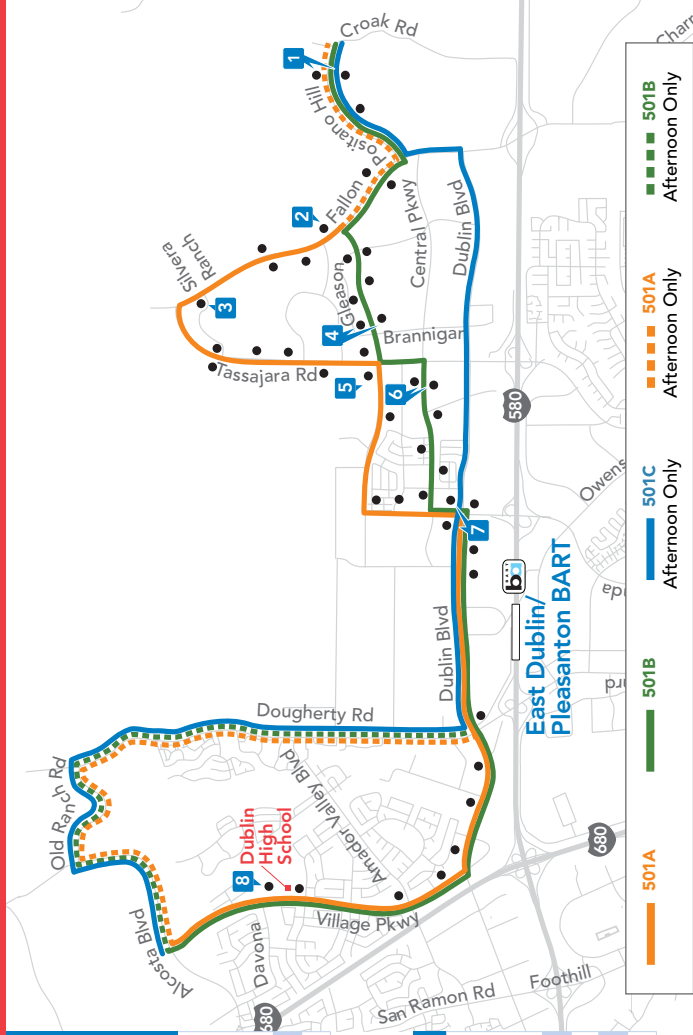 Croak Rd
Charr
1
Positano Hill
Fallon
2
Silvera
Ranch
3
Gleason
Central Pkwy
Dublin Blvd
4
Brannigan
Tassajara Rd
5
6
580
Owens
7
East Dublin/
Pleasanton BART
ba
Dublin Blvd
Dougherty Rd
Old Ranch Rd
Amador Valley Blvd
Dublin
High
School
8
Village Pkwy
Alcosta Blvd
Davona
680
680
San Ramon Rd
Foothill
501A
501B
501C
Afternoon Only
501A
Afternoon Only
501B
Afternoon Only